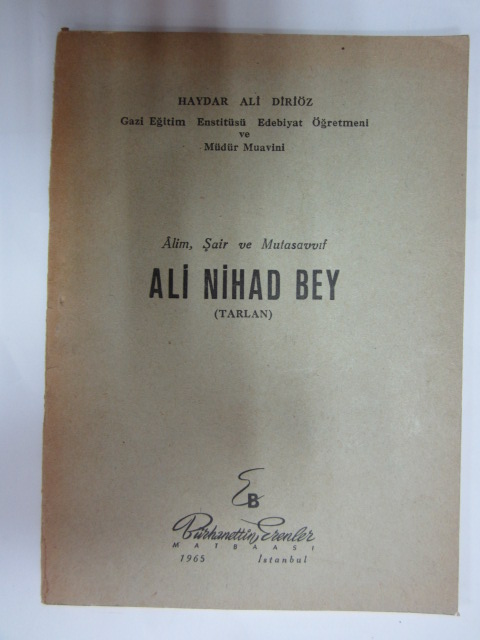 HAYDAR ALİ DİRİÖZ
Gazi Eğitim Enstitüsü Edebiyat Öğretmeni
ve
Müdür Muavini
Âlim, Şair ve Mutasavvıf
ALİ NİHAD BEY
(TARLAN)
EB
Bürhanettin Erenler
MATBAASI
1965 İstanbul